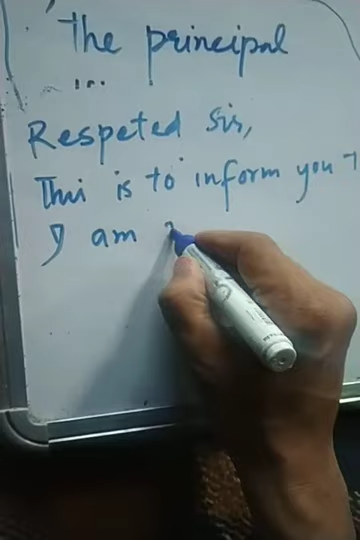 The principal
...
Respeted Sir,
This is to inform you
I am